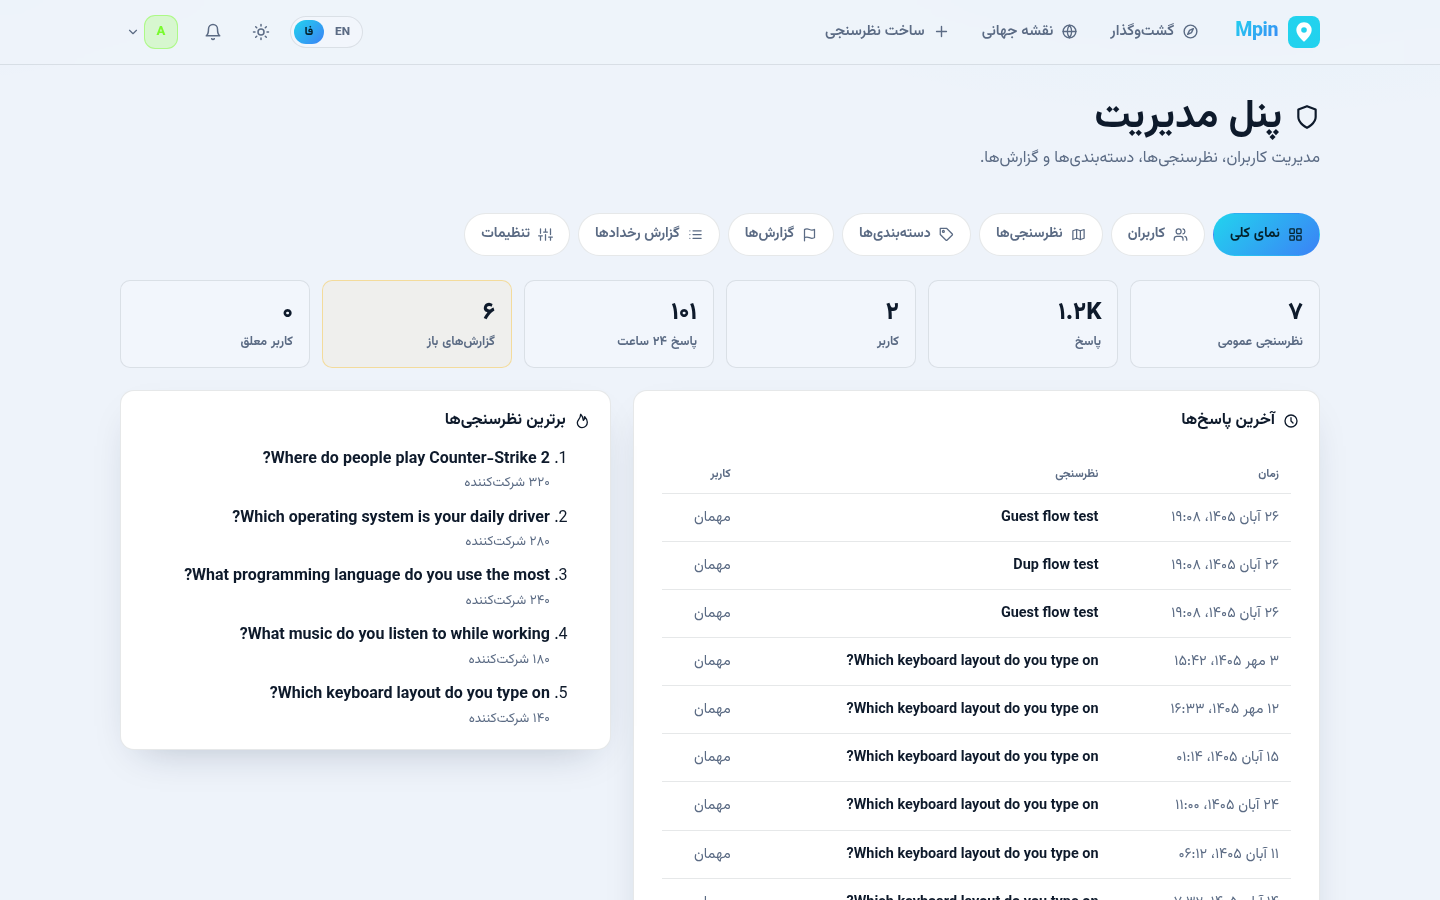 Mpin
گشت‌وگذار
نقشه جهانی
ساخت نظرسنجی
فا
EN
A
پنل مدیریت
مدیریت کاربران، نظرسنجی‌ها، دسته‌بندی‌ها و گزارش‌ها.
نمای کلی
کاربران
نظرسنجی‌ها
دسته‌بندی‌ها
گزارش‌ها
گزارش رخدادها
تنظیمات
۷
نظرسنجی عمومی
۱.۲K
پاسخ
۲
کاربر
۱۰۱
پاسخ ۲۴ ساعت
۶
گزارش‌های باز
۰
کاربر معلق
آخرین پاسخ‌ها
زمان نظرسنجی کاربر
۲۶ آبان ۱۴۰۵، ۱۹:۰۸ Guest flow test مهمان
۲۶ آبان ۱۴۰۵، ۱۹:۰۸ Dup flow test مهمان
۲۶ آبان ۱۴۰۵، ۱۹:۰۸ Guest flow test مهمان
۳ مهر ۱۴۰۵، ۱۵:۴۲ Which keyboard layout do you type on? مهمان
۱۲ مهر ۱۴۰۵، ۱۶:۳۳ Which keyboard layout do you type on? مهمان
۱۵ آبان ۱۴۰۵، ۰۱:۱۴ Which keyboard layout do you type on? مهمان
۲۴ آبان ۱۴۰۵، ۱۱:۰۰ Which keyboard layout do you type on? مهمان
۱۱ آبان ۱۴۰۵، ۰۶:۱۲ Which keyboard layout do you type on? مهمان
Which keyboard layout do you type on?
برترین نظرسنجی‌ها
1. Where do people play Counter-Strike 2?
۳۲۰ شرکت‌کننده
2. Which operating system is your daily driver?
۲۸۰ شرکت‌کننده
3. What programming language do you use the most?
۲۴۰ شرکت‌کننده
4. What music do you listen to while working?
۱۸۰ شرکت‌کننده
5. Which keyboard layout do you type on?
۱۴۰ شرکت‌کننده